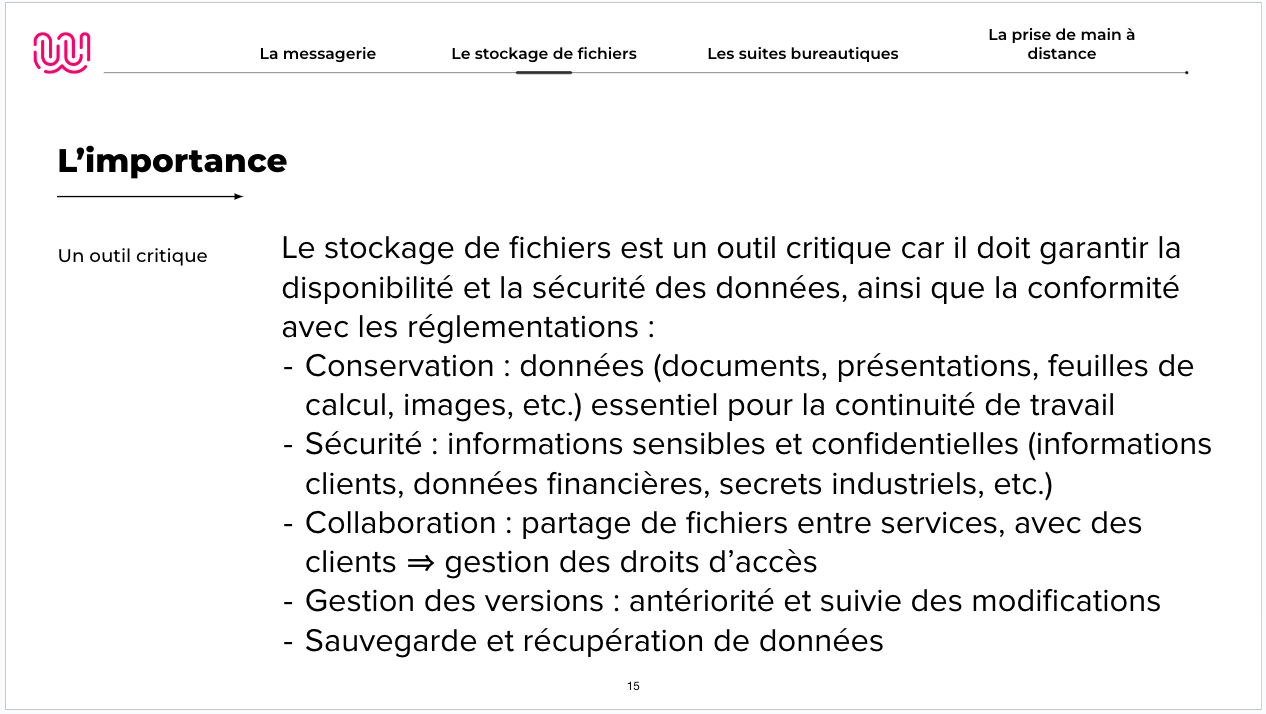 La messagerie
Le stockage de fichiers
Les suites bureautiques
La prise de main à
distance
L’importance
Un outil critique
Le stockage de fichiers est un outil critique car il doit garantir la
disponibilité et la sécurité des données, ainsi que la conformité
avec les réglementations :
- Conservation : données (documents, présentations, feuilles de
calcul, images, etc.) essentiel pour la continuité de travail
- Sécurité : informations sensibles et confidentielles (informations
clients, données financières, secrets industriels, etc.)
- Collaboration : partage de fichiers entre services, avec des
clients ⇒ gestion des droits d’accès
- Gestion des versions : antériorité et suivie des modifications
- Sauvegarde et récupération de données
15